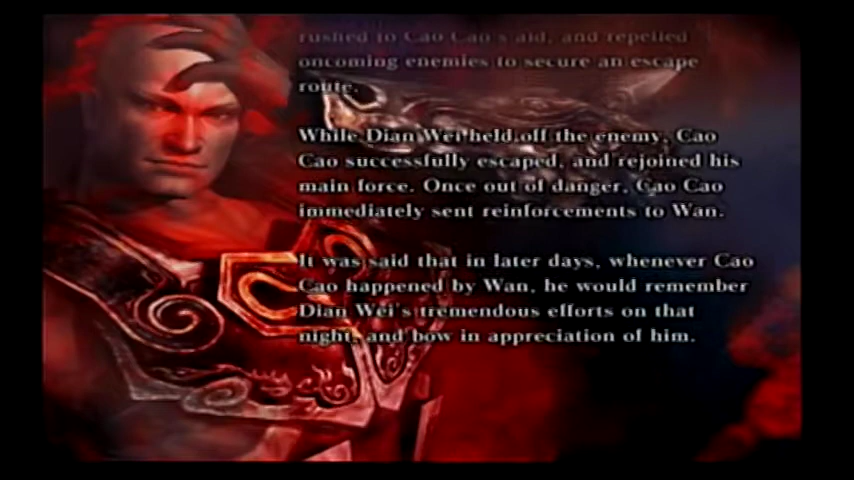 rushed to Cao Cao's aid, and repelled
oncoming enemies to secure an escape
route.
While Dian Wei held off the enemy, Cao
Cao successfully escaped, and rejoined his
main force. Once out of danger, Cao Cao
immediately sent reinforcements to Wan.
It was said that in later days, whenever Cao
Cao happened by Wan, he would remember
Dian Wei's tremendous efforts on that
night, and bow in appreciation of him.